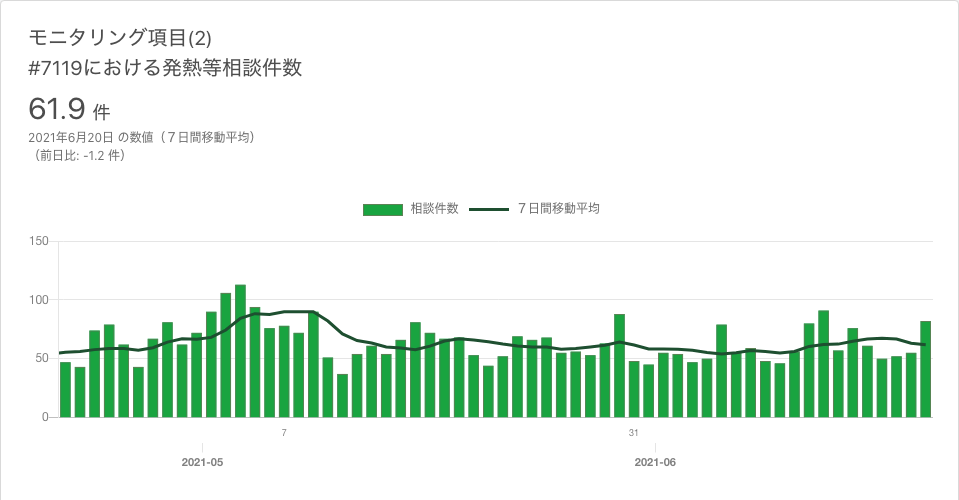 モニタリング項目(2)
#7119における発熱等相談件数
61.9 件
2021年6月20日 の数値（７日間移動平均）
（前日比: -1.2 件）
相談件数 ７日間移動平均
150
100
50
0
7 31
2021-05 2021-06